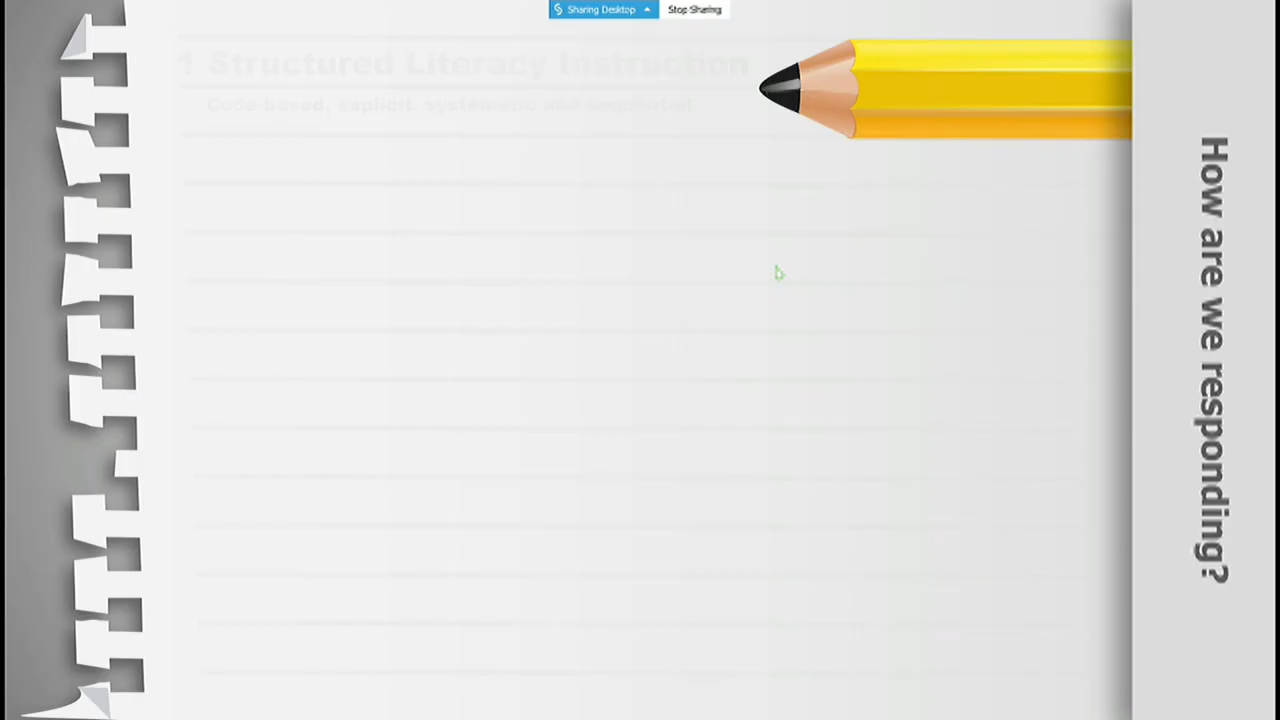 Sharing Desktop
Stop Sharing
1 Structured Literacy Instruction
Code-based, explicit, systematic and sequential
How are we responding?